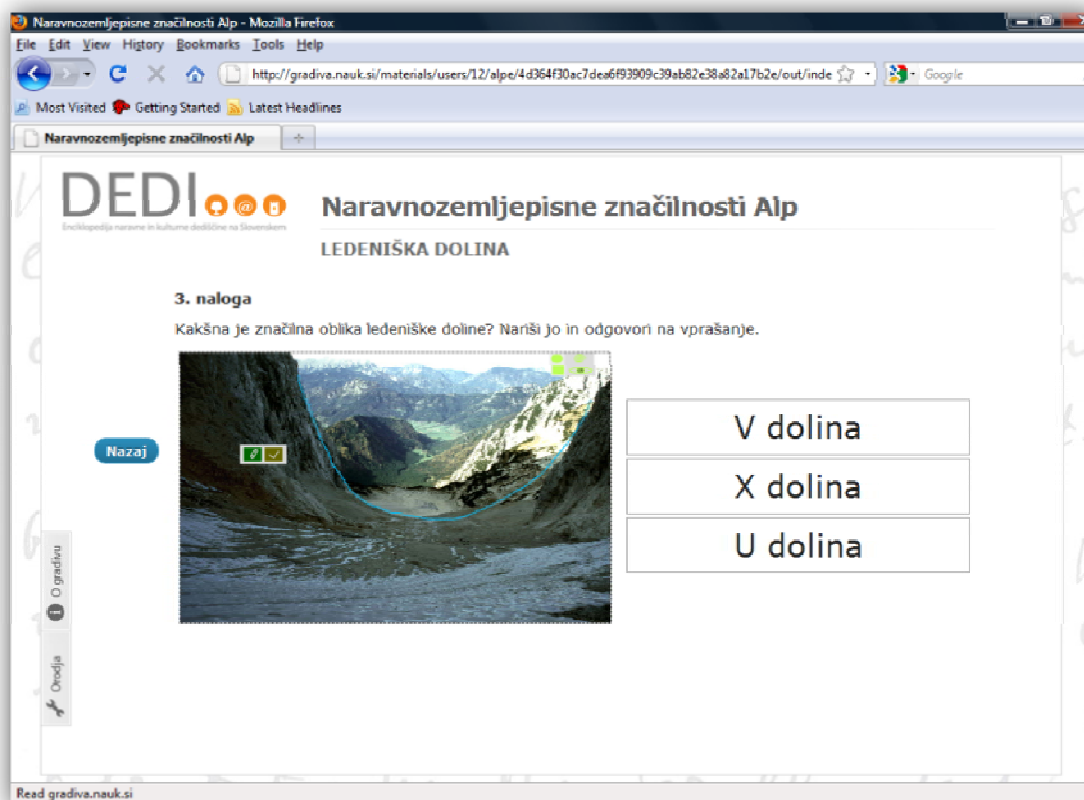 Naravnozemljepisne značilnosti Alp - Mozilla Firefox
File Edit View History Bookmarks Tools Help
http://gradiva.nauk.si/materials/users/12/alpe/4d364f30ac7dea6f93909c39ab82e38a82a17b2e/out/inde
Google
Most Visited Getting Started Latest Headlines
Naravnozemljepisne značilnosti Alp
DEDI
Enciklopedija naravne in kulturne dediščine na Slovenskem
Naravnozemljepisne značilnosti Alp
LEDENIŠKA DOLINA
3. naloga
Kakšna je značilna oblika ledeniške doline? Nariši jo in odgovori na vprašanje.
V dolina
X dolina
U dolina
Nazaj
O gradivu
Orodja
Read gradiva.nauk.si